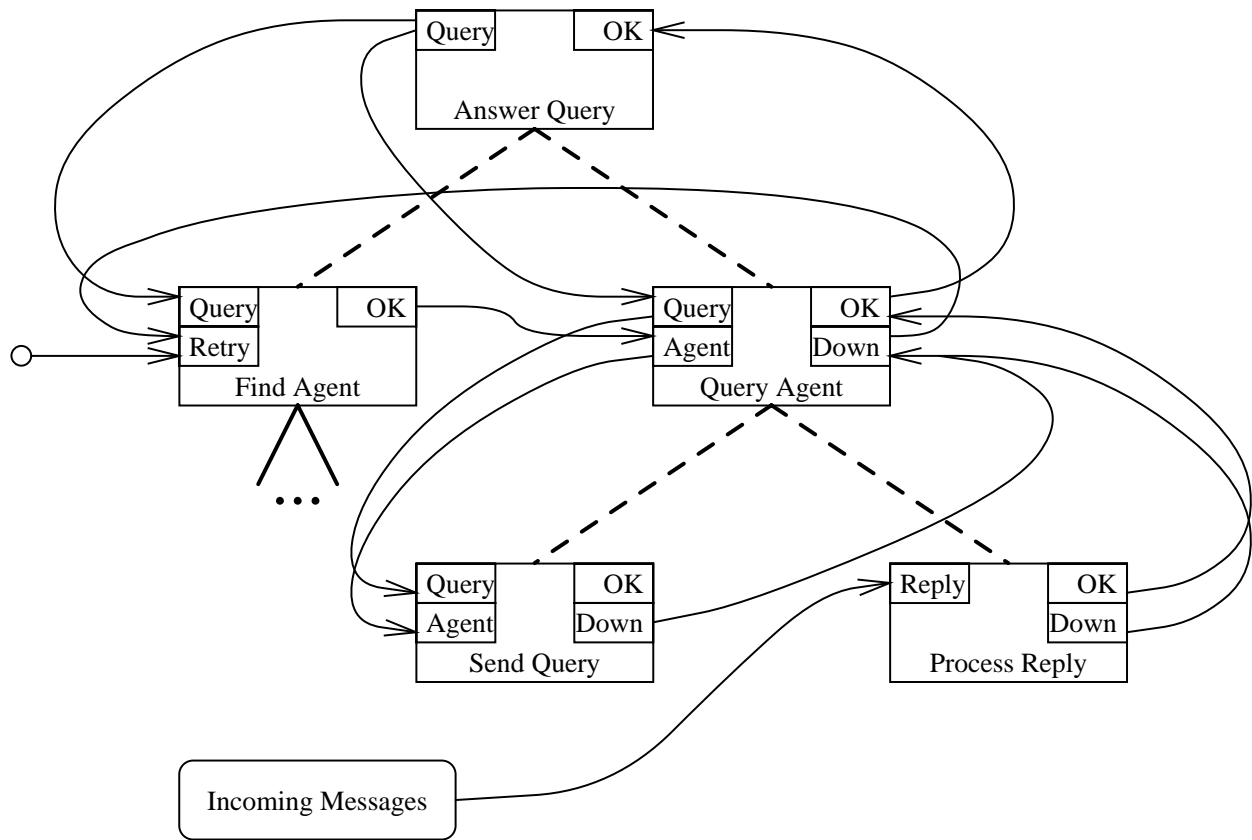 Query OK
Answer Query
Query OK
Retry
Find Agent
Query OK
Agent Down
Query Agent
Query OK
Agent Down
Send Query
Reply OK
Down
Process Reply
Incoming Messages